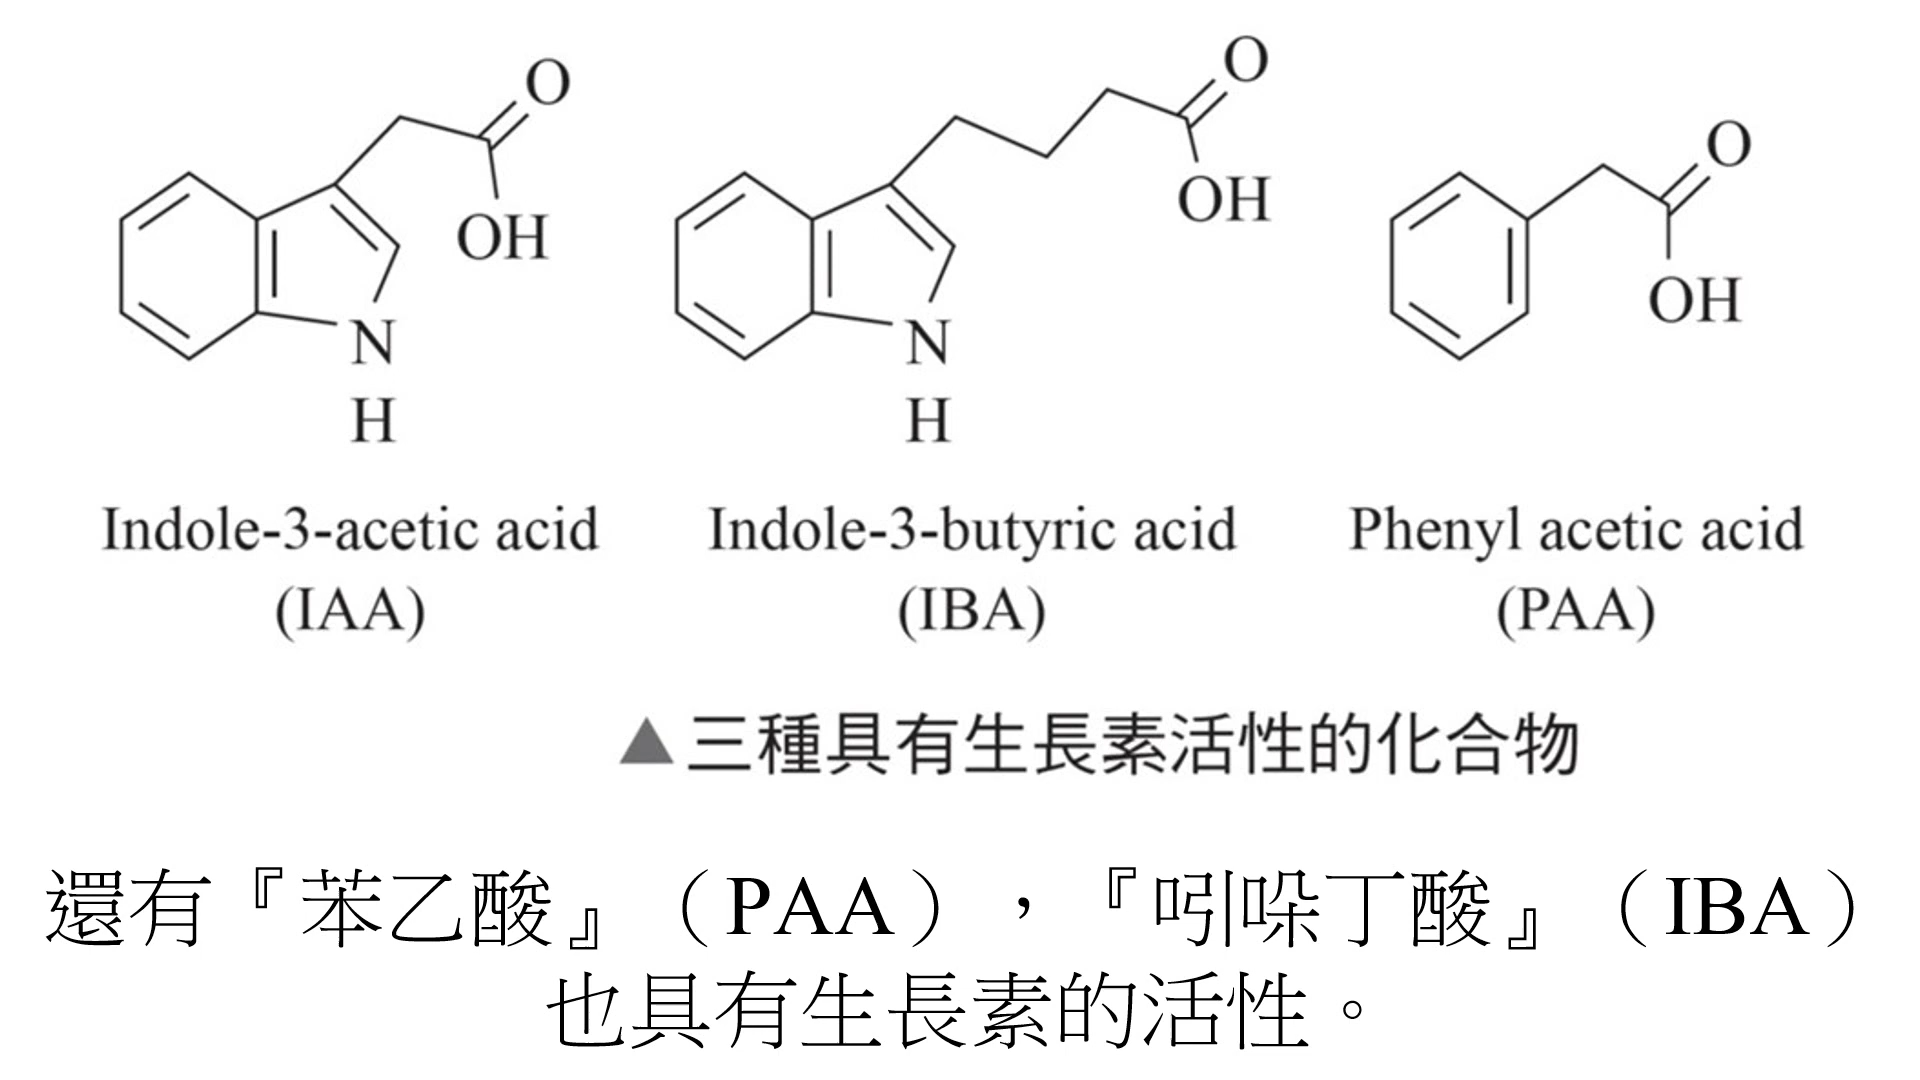 O
OH
N
H
O
OH
N
H
O
OH
Indole-3-acetic acid
(IAA)
Indole-3-butyric acid
(IBA)
Phenyl acetic acid
(PAA)
▲三種具有生長素活性的化合物
還有『苯乙酸』（PAA），『吲哚丁酸』（IBA）
也具有生長素的活性。